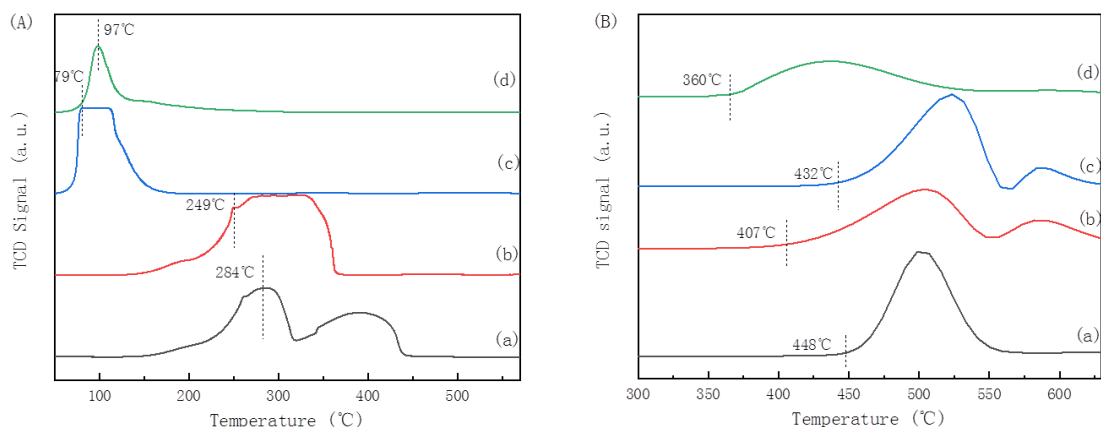 (A)
97℃
79℃
(d)
(c)
249℃
(b)
284℃
(a)
TCD Signal (a.u.)
100 200 300 400 500
Temperature (℃)
(B)
360℃
(d)
432℃
(c)
407℃
(b)
448℃
(a)
TCD signal (a.u.)
300 350 400 450 500 550 600
Temperature (℃)